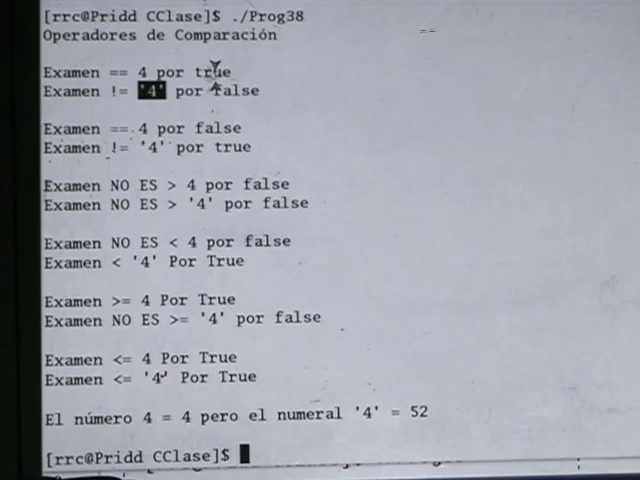 [rrc@Pridd CClase]$ ./Prog38
Operadores de Comparación
Examen == 4 por true
Examen != '4' por false
Examen == 4 por false
Examen != '4' por true
Examen NO ES > 4 por false
Examen NO ES > '4' por false
Examen NO ES < 4 por false
Examen < '4' Por True
Examen >= 4 Por True
Examen NO ES >= '4' por false
Examen <= 4 Por True
Examen <= '4' Por True
El número 4 = 4 pero el numeral '4' = 52
[rrc@Pridd CClase]$